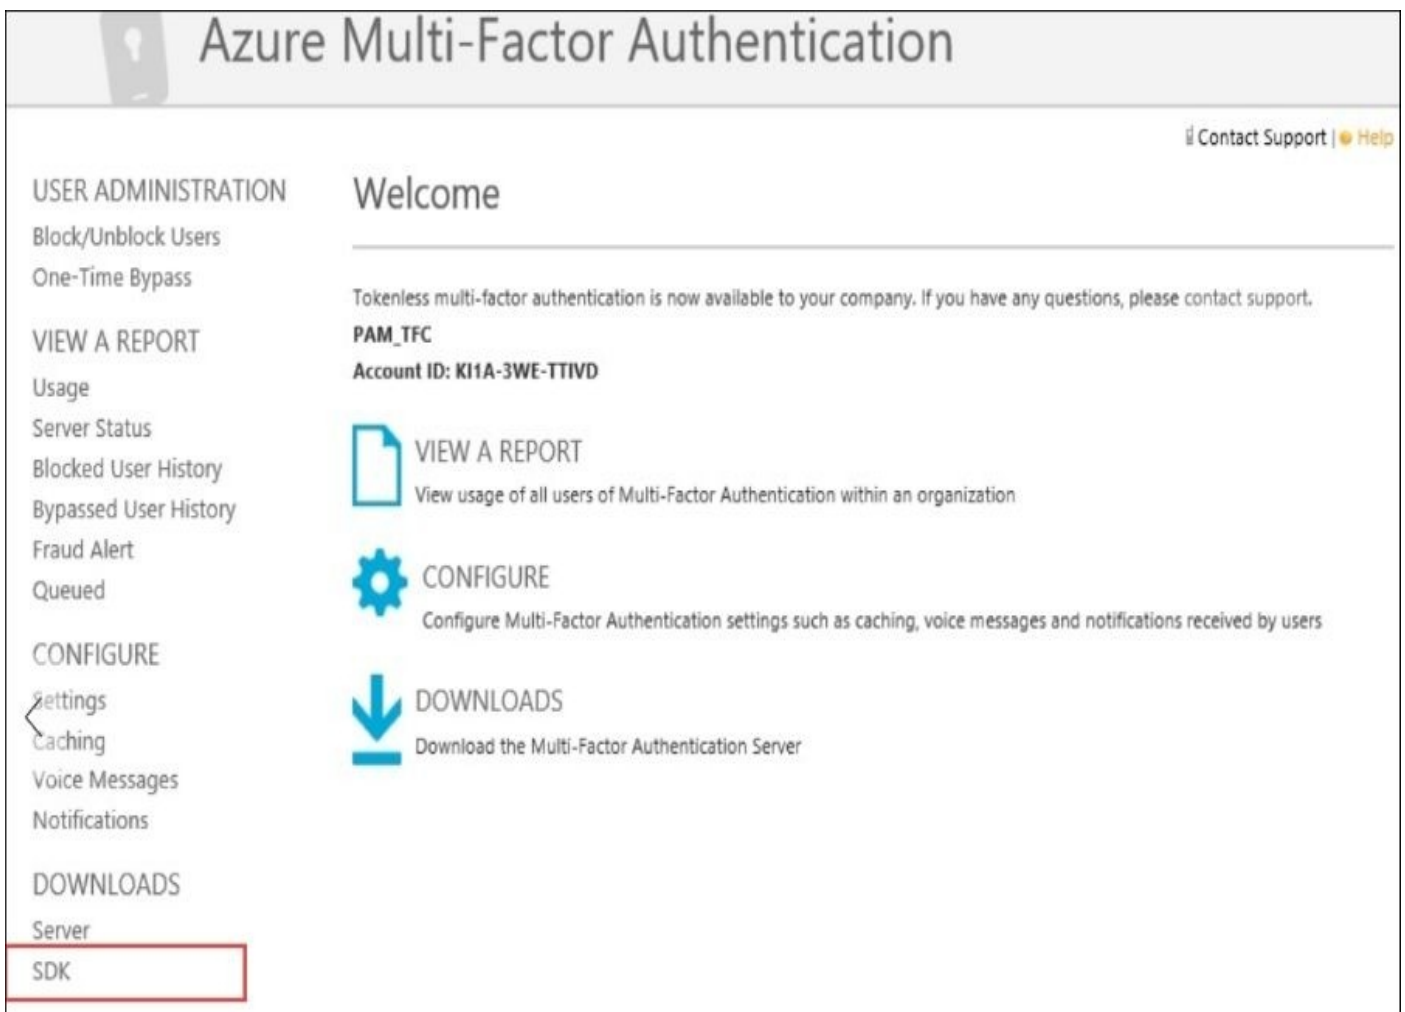 Azure Multi-Factor Authentication
Contact Support | Help
USER ADMINISTRATION
Block/Unblock Users
One-Time Bypass
VIEW A REPORT
Usage
Server Status
Blocked User History
Bypassed User History
Fraud Alert
Queued
CONFIGURE
Settings
Caching
Voice Messages
Notifications
DOWNLOADS
Server
SDK
Welcome
Tokenless multi-factor authentication is now available to your company. If you have any questions, please contact support.
PAM_TFC
Account ID: KI1A-3WE-TTIVD
VIEW A REPORT
View usage of all users of Multi-Factor Authentication within an organization
CONFIGURE
Configure Multi-Factor Authentication settings such as caching, voice messages and notifications received by users
DOWNLOADS
Download the Multi-Factor Authentication Server